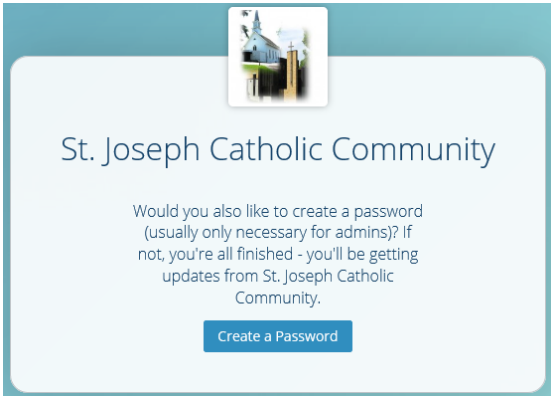 St. Joseph Catholic Community
Would you also like to create a password
(usually only necessary for admins)? If
not, you're all finished - you'll be getting
updates from St. Joseph Catholic
Community.
Create a Password